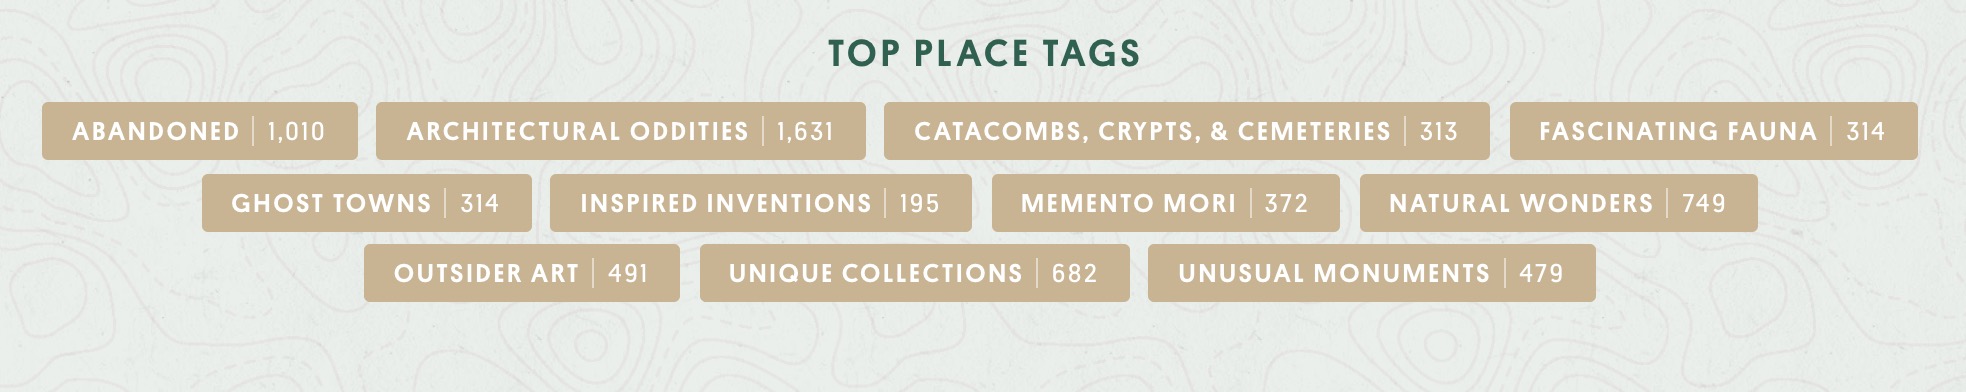 TOP PLACE TAGS
ABANDONED | 1,010 ARCHITECTURAL ODDITIES | 1,631 CATACOMBS, CRYPTS, & CEMETERIES | 313 FASCINATING FAUNA | 314
GHOST TOWNS | 314 INSPIRED INVENTIONS | 195 MEMENTO MORI | 372 NATURAL WONDERS | 749
OUTSIDER ART | 491 UNIQUE COLLECTIONS | 682 UNUSUAL MONUMENTS | 479